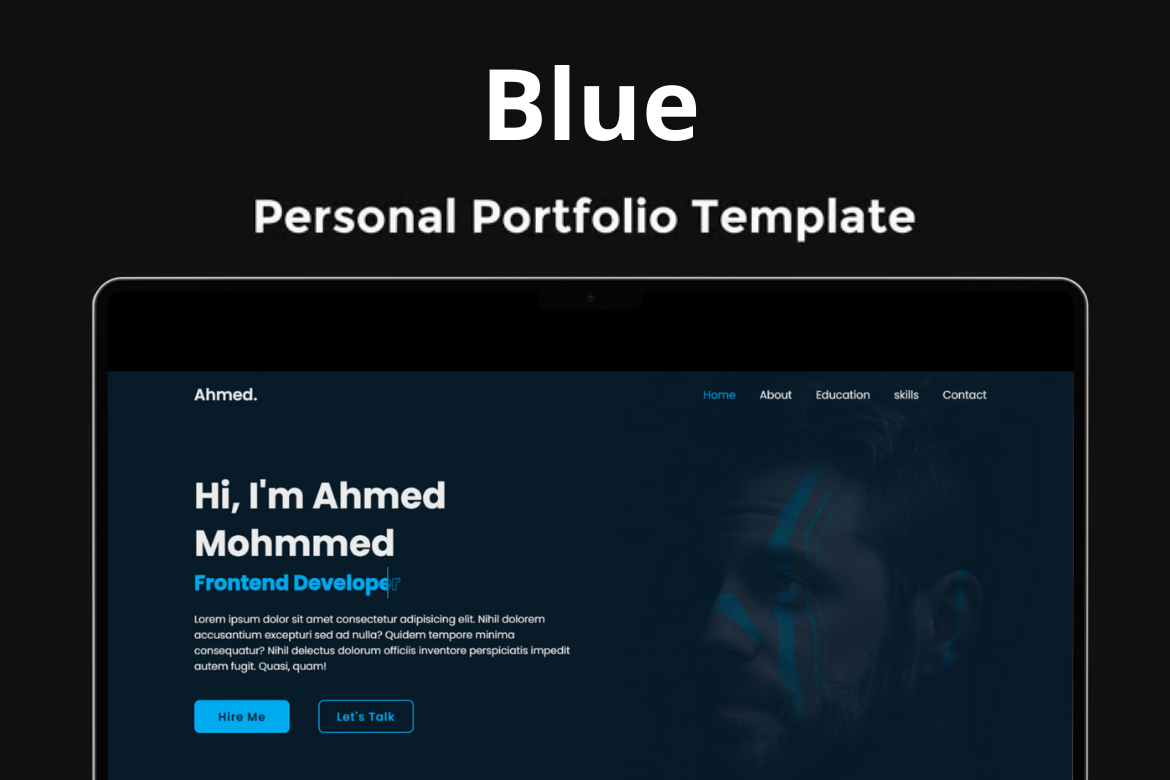 Blue
Personal Portfolio Template
Ahmed.
Home About Education skills Contact
Hi, I'm Ahmed
Mohmmed
Frontend Developer
Lorem ipsum dolor sit amet consectetur adipisicing elit. Nihil dolorem
accusantium excepturi sed ad nulla? Quidem tempore minima
consequatur? Nihil delectus dolorum officiis inventore perspiciatis impedit
autem fugit. Quasi, quam!
Hire Me Let's Talk